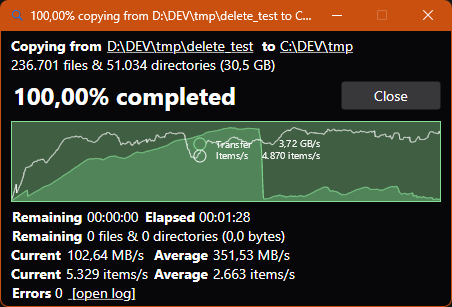 100,00% copying from D:\DEV\tmp\delete_test to C...
Copying from D:\DEV\tmp\delete_test to C:\DEV\tmp
236.701 files & 51.034 directories (30,5 GB)
100,00% completed
Close
Transfer 3,72 GB/s
Items/s 4.870 items/s
Remaining 00:00:00 Elapsed 00:01:28
Remaining 0 files & 0 directories (0,0 bytes)
Current 102,64 MB/s Average 351,53 MB/s
Current 5.329 items/s Average 2.663 items/s
Errors 0 [open log]